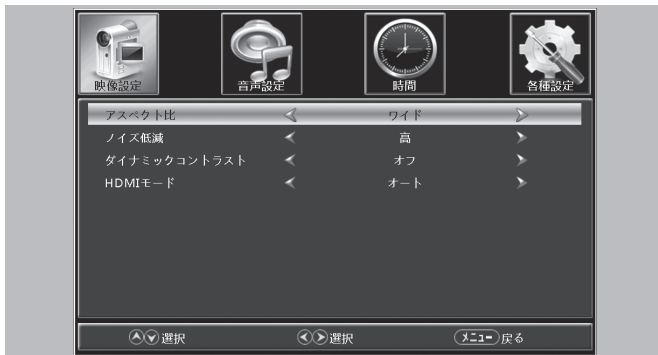 映像設定 音声設定 時間 各種設定
アスペクト比 ワイド
ノイズ低減 高
ダイナミックコントラスト オフ
HDMIモード オート
選択 選択 メニュー 戻る